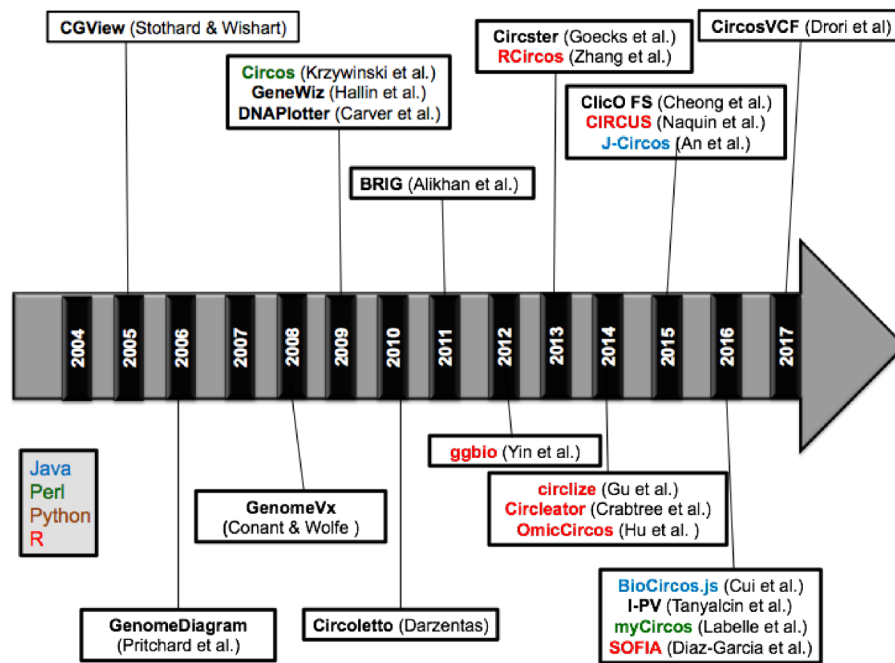 CGView (Stothard & Wishart)
Circos (Krzywinski et al.)
GeneWiz (Hallin et al.)
DNAPlotter (Carver et al.)
BRIG (Alikhan et al.)
Circster (Goecks et al.)
RCircos (Zhang et al.)
ClicO FS (Cheong et al.)
CIRCUS (Naquin et al.)
J-Circos (An et al.)
CircosVCF (Drori et al)
2004
2005
2006
2007
2008
2009
2010
2011
2012
2013
2014
2015
2016
2017
Java
Perl
Python
R
GenomeDiagram
(Pritchard et al.)
GenomeVx
(Conant & Wolfe )
Circoletto (Darzentas)
ggbio (Yin et al.)
circlize (Gu et al.)
Circleator (Crabtree et al.)
OmicCircos (Hu et al. )
BioCircos.js (Cui et al.)
I-PV (Tanyalcin et al.)
myCircos (Labelle et al.)
SOFIA (Diaz-Garcia et al.)